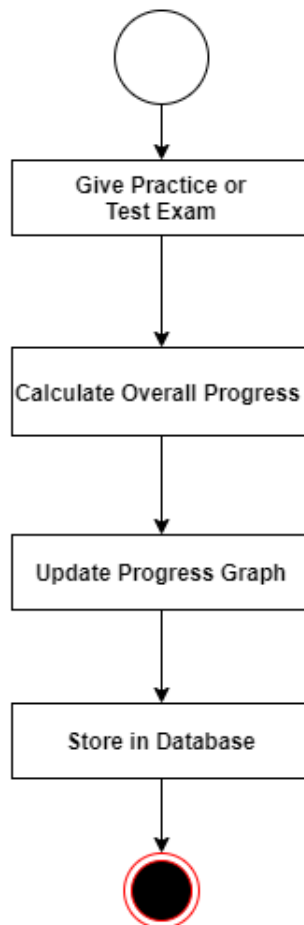 Give Practice or
Test Exam
Calculate Overall Progress
Update Progress Graph
Store in Database